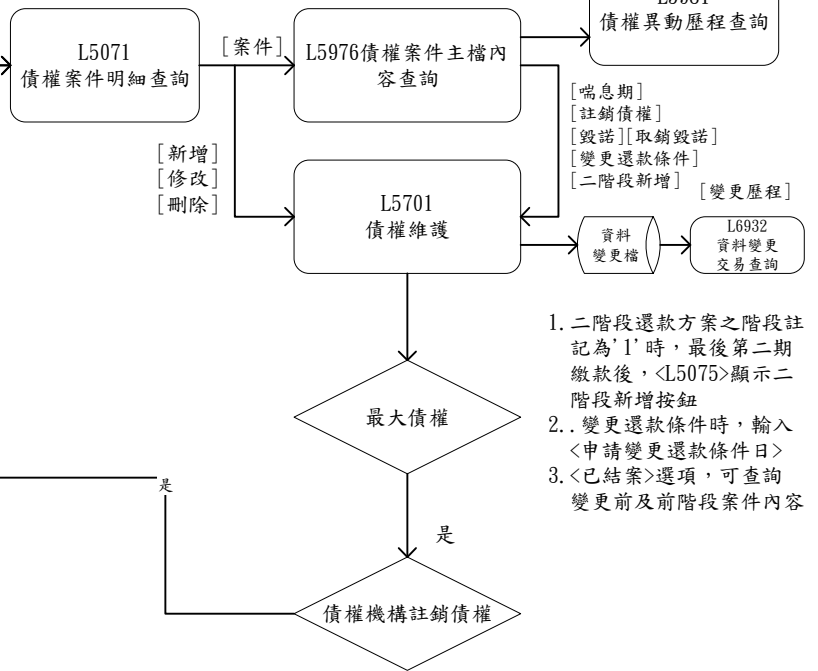 債權異動歷程查詢
L5071
債權案件明細查詢
[案件]
L5976債權案件主檔內
容查詢
[喘息期]
[註銷債權]
[毀諾][取銷毀諾]
[變更還款條件]
[二階段新增]
[新增]
[修改]
[刪除]
L5701
債權維護
[變更歷程]
資料
變更檔
L6932
資料變更
交易查詢
1. 二階段還款方案之階段註
記為'1'時，最後第二期
繳款後，<L5075>顯示二
階段新增按鈕
2.. 變更還款條件時，輸入
<申請變更還款條件日>
3. <已結案>選項，可查詢
變更前及前階段案件內容
最大債權
是
是
債權機構註銷債權